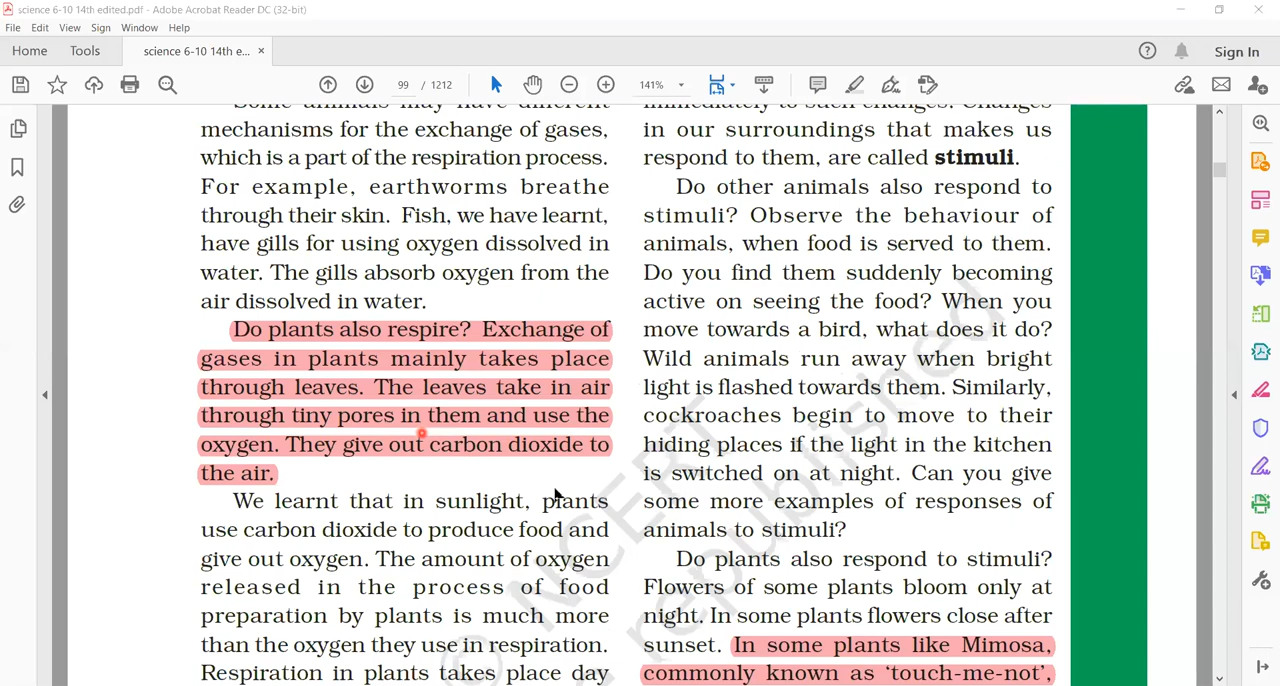 science 6-10 14th edited.pdf - Adobe Acrobat Reader DC (32-bit)
File Edit View Sign Window Help
Home Tools science 6-10 14th e... × Sign In
99 / 1212 141%
Some animals may have different
mechanisms for the exchange of gases,
which is a part of the respiration process.
For example, earthworms breathe
through their skin. Fish, we have learnt,
have gills for using oxygen dissolved in
water. The gills absorb oxygen from the
air dissolved in water.
Do plants also respire? Exchange of
gases in plants mainly takes place
through leaves. The leaves take in air
through tiny pores in them and use the
oxygen. They give out carbon dioxide to
the air.
We learnt that in sunlight, plants
use carbon dioxide to produce food and
give out oxygen. The amount of oxygen
released in the process of food
preparation by plants is much more
than the oxygen they use in respiration.
Respiration in plants takes place day
immediately to such changes. Changes
in our surroundings that makes us
respond to them, are called stimuli.
Do other animals also respond to
stimuli? Observe the behaviour of
animals, when food is served to them.
Do you find them suddenly becoming
active on seeing the food? When you
move towards a bird, what does it do?
Wild animals run away when bright
light is flashed towards them. Similarly,
cockroaches begin to move to their
hiding places if the light in the kitchen
is switched on at night. Can you give
some more examples of responses of
animals to stimuli?
Do plants also respond to stimuli?
Flowers of some plants bloom only at
night. In some plants flowers close after
sunset. In some plants like Mimosa,
commonly known as ‘touch-me-not’,
© NCERT
republished